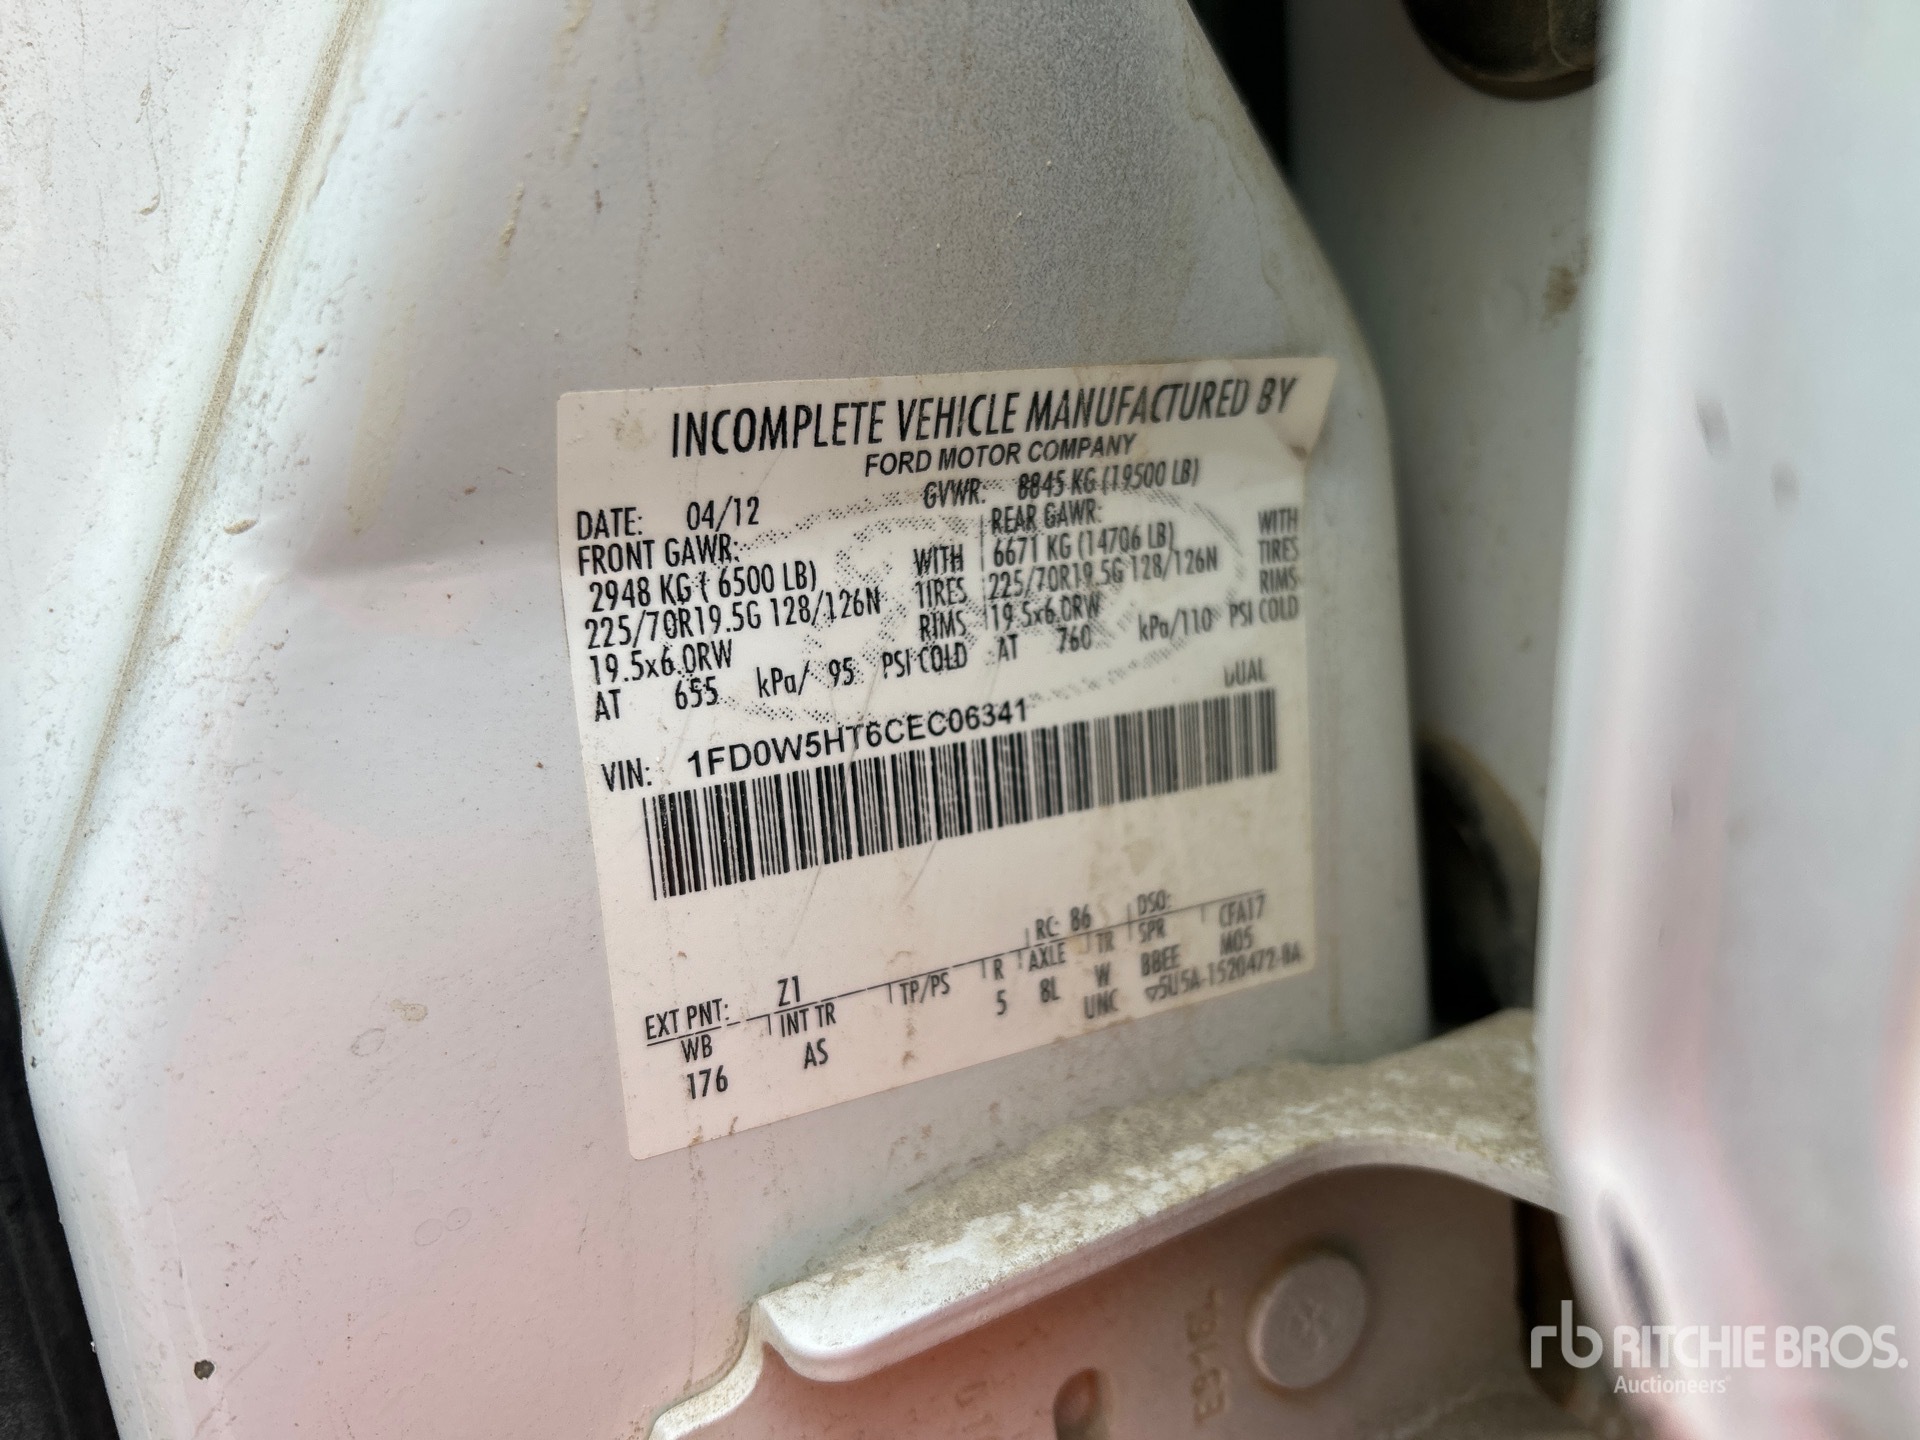 INCOMPLETE VEHICLE MANUFACTURED BY
FORD MOTOR COMPANY
DATE: 04/12 GVWR: 8845 KG (19500 LB)
FRONT GAWR: REAR GAWR:
2948 KG ( 6500 LB) WITH 6671 KG (14706 LB) WITH
225/70R19.5G 128/126N TIRES 225/70R19.5G 128/126N TIRES
19.5x6.0RW RIMS 19.5x6.0RW RIMS
AT 655 kPa/ 95 PSI COLD AT 760 kPa/110 PSI COLD
DUAL
VIN: 1FD0W5HT6CEC06341
EXT PNT: Z1 RC: 86 DSO:
WB INT TR TP/PS R AXLE TR SPR CFA17
176 AS 5 8L W BBEE M05
UNC 5U5A-1520472-BA
rb RITCHIE BROS.
Auctioneers